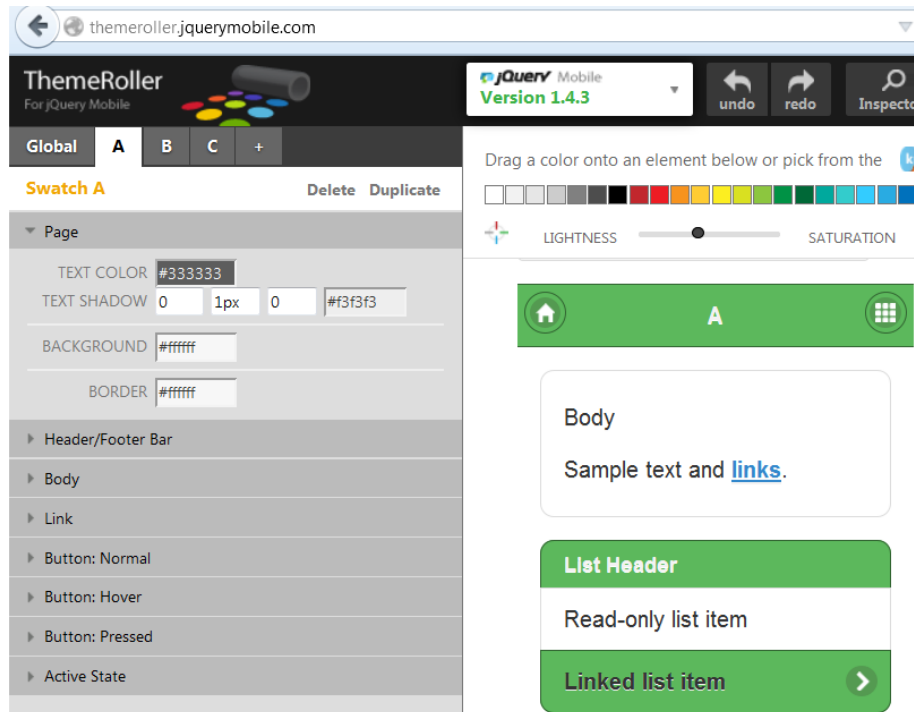 themeroller.jquerymobile.com
ThemeRoller
For jQuery Mobile
jQuery Mobile
Version 1.4.3
undo redo Inspecto
Global A B C +
Swatch A Delete Duplicate
Page
TEXT COLOR #333333
TEXT SHADOW 0 1px 0 #f3f3f3
BACKGROUND #ffffff
BORDER #ffffff
Header/Footer Bar
Body
Link
Button: Normal
Button: Hover
Button: Pressed
Active State
Drag a color onto an element below or pick from the k
LIGHTNESS SATURATION
A
Body
Sample text and links.
List Header
Read-only list item
Linked list item